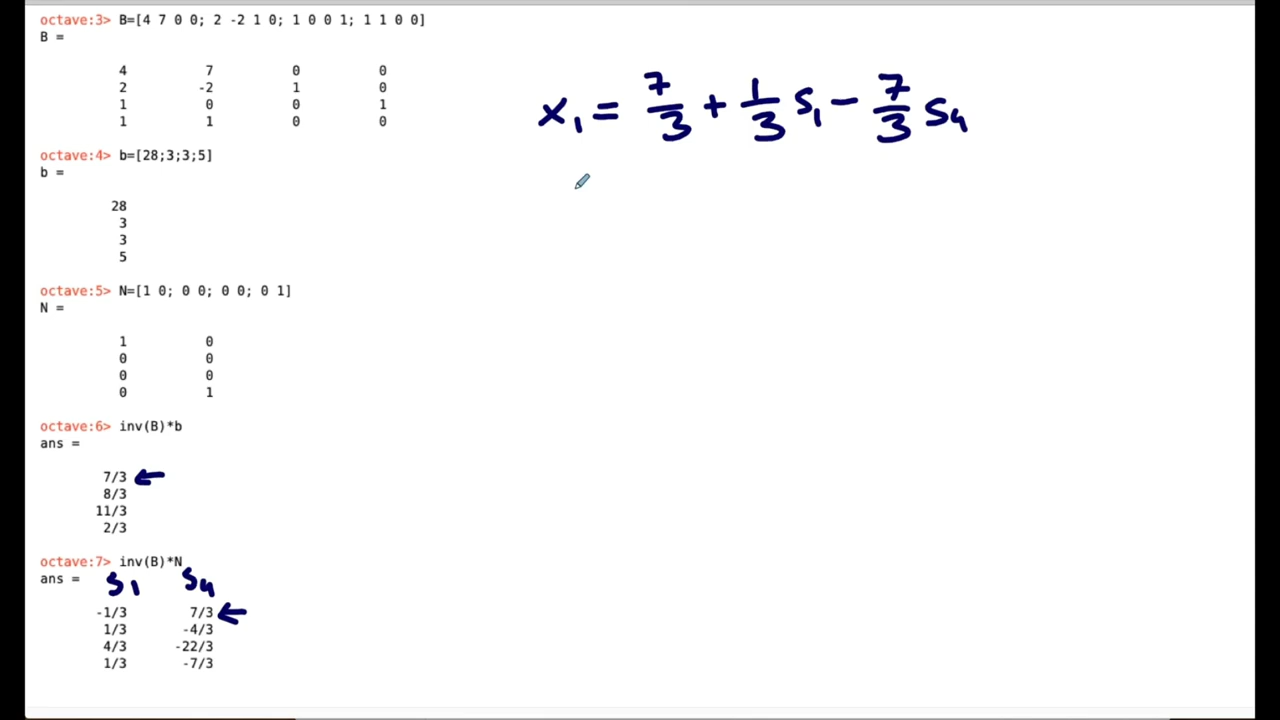 octave:3> B=[4 7 0 0; 2 -2 1 0; 1 0 0 1; 1 1 0 0]
B =
4 7 0 0
2 -2 1 0
1 0 0 1
1 1 0 0
x₁ = 7/3 + 1/3 s₁ − 7/3 s₄
octave:4> b=[28;3;3;5]
b =
28
3
3
5
octave:5> N=[1 0; 0 0; 0 0; 0 1]
N =
1 0
0 0
0 0
0 1
octave:6> inv(B)*b
ans =
7/3 ←
8/3
11/3
2/3
octave:7> inv(B)*N
ans = s₁ s₄
-1/3 7/3 ←
1/3 -4/3
4/3 -22/3
1/3 -7/3